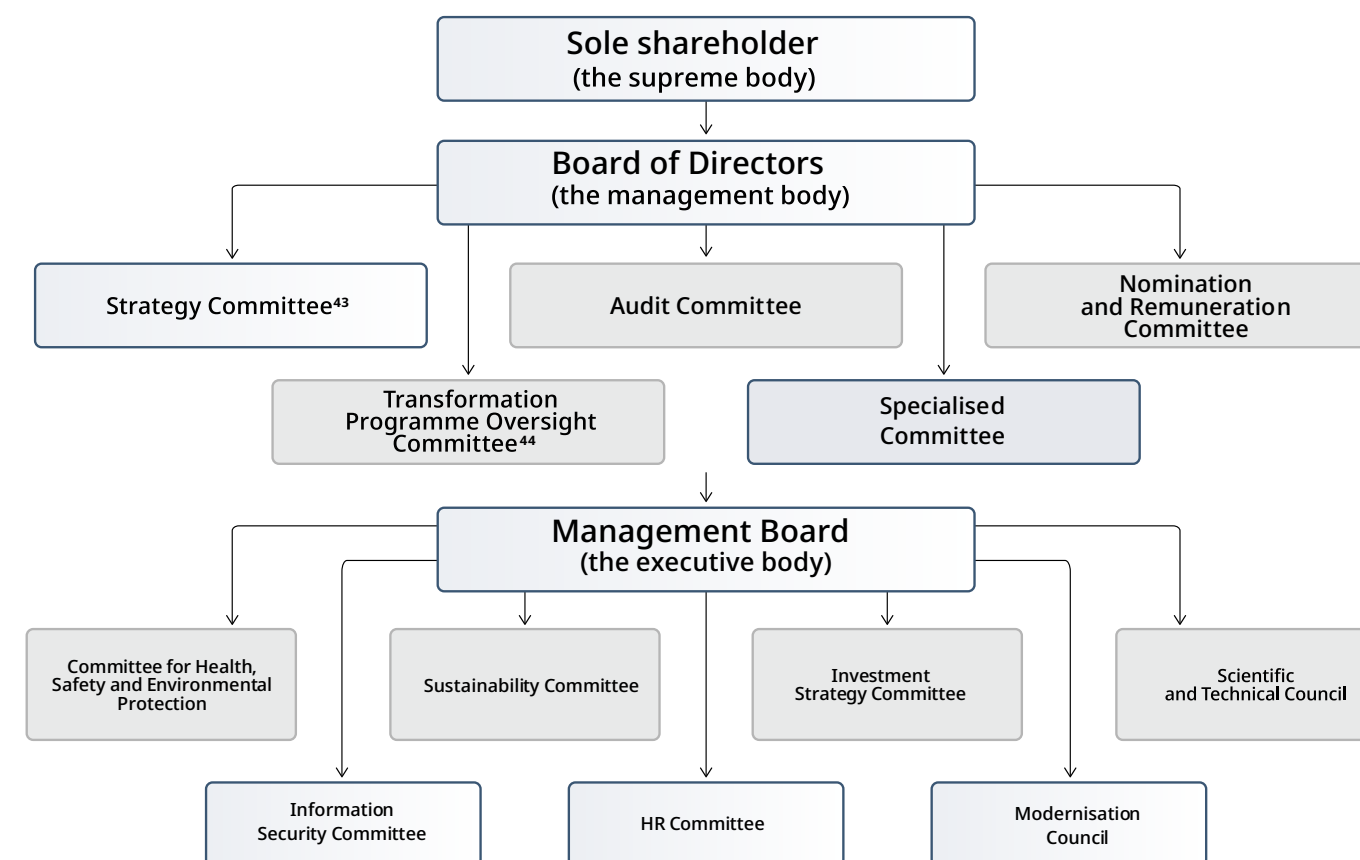 Sole shareholder
(the supreme body)
Board of Directors
(the management body)
Strategy Committee⁴³
Audit Committee
Nomination
and Remuneration
Committee
Transformation
Programme Oversight
Committee⁴⁴
Specialised
Committee
Management Board
(the executive body)
Committee for Health,
Safety and Environmental
Protection
Sustainability Committee
Investment
Strategy Committee
Scientific
and Technical Council
Information
Security Committee
HR Committee
Modernisation
Council